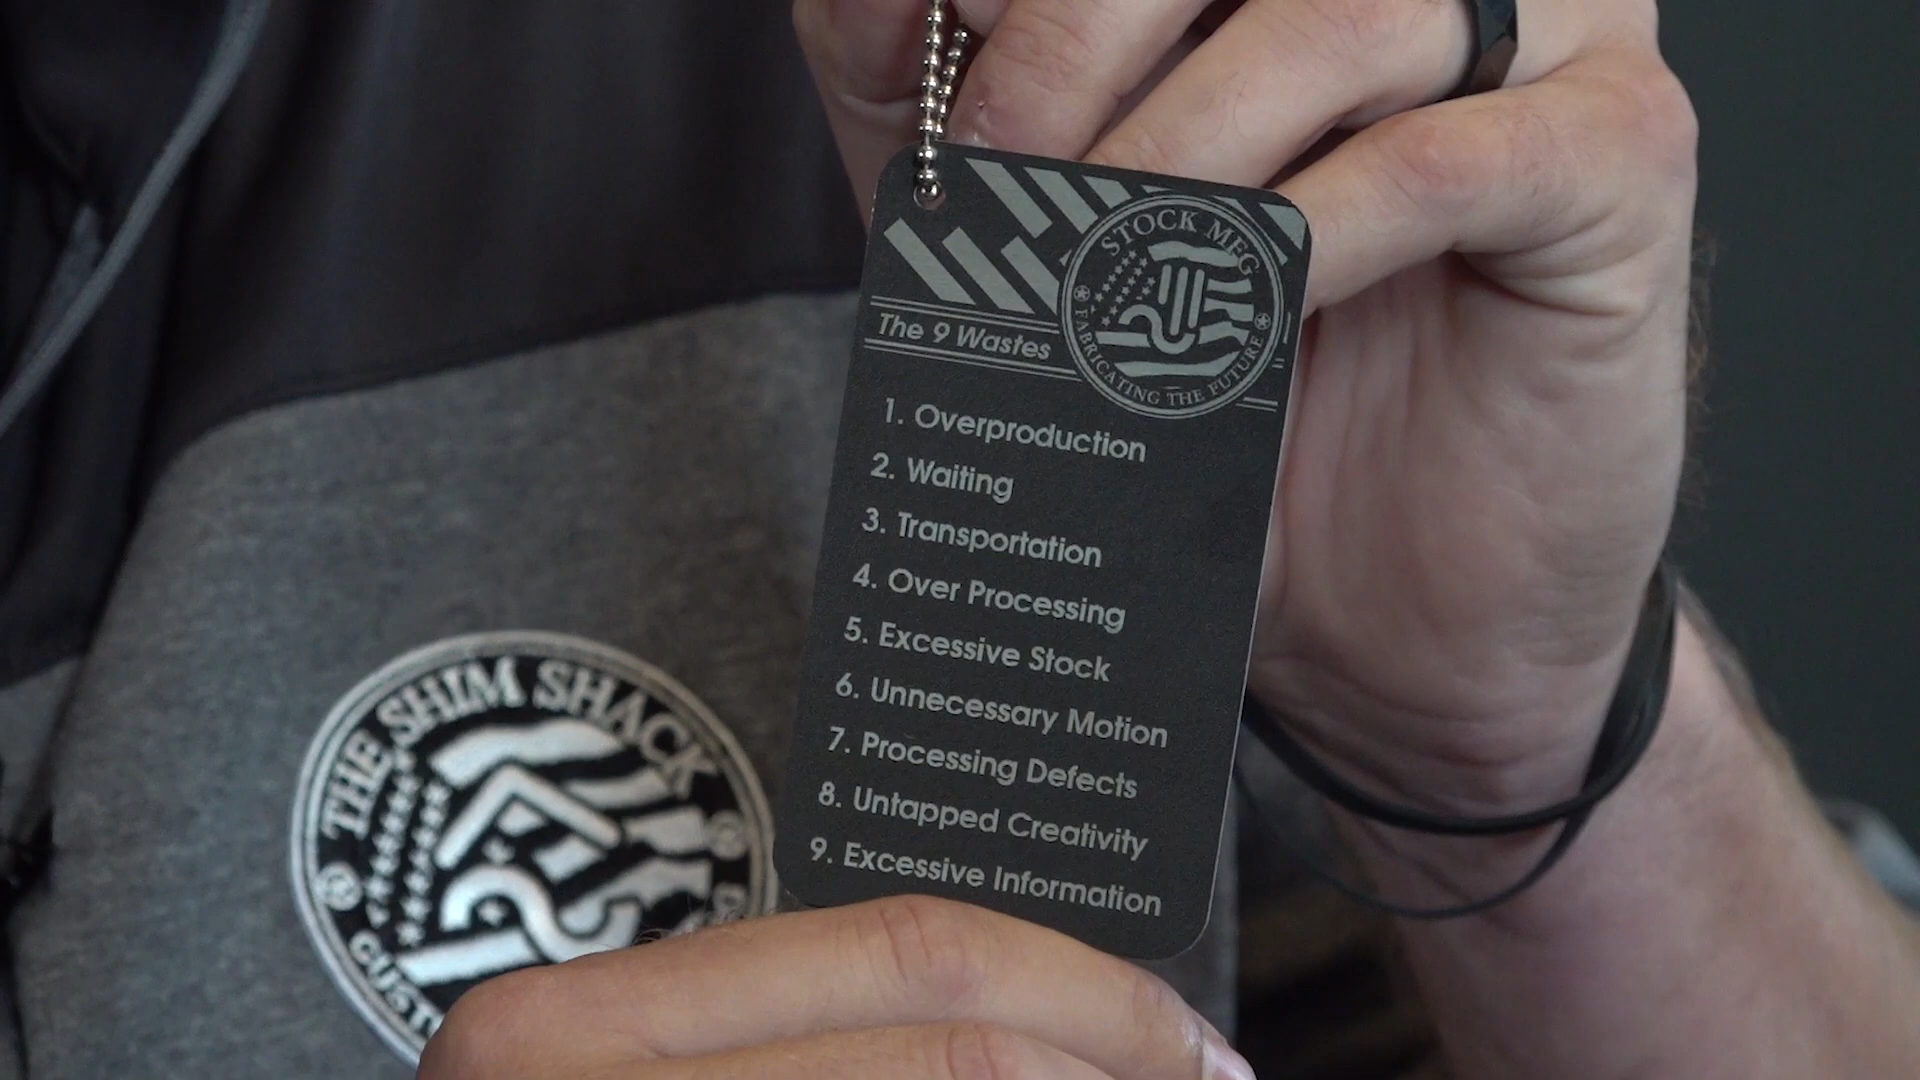 STOCK MFG
FABRICATING THE FUTURE
The 9 Wastes
1. Overproduction
2. Waiting
3. Transportation
4. Over Processing
5. Excessive Stock
6. Unnecessary Motion
7. Processing Defects
8. Untapped Creativity
9. Excessive Information
THE SHIM SHACK